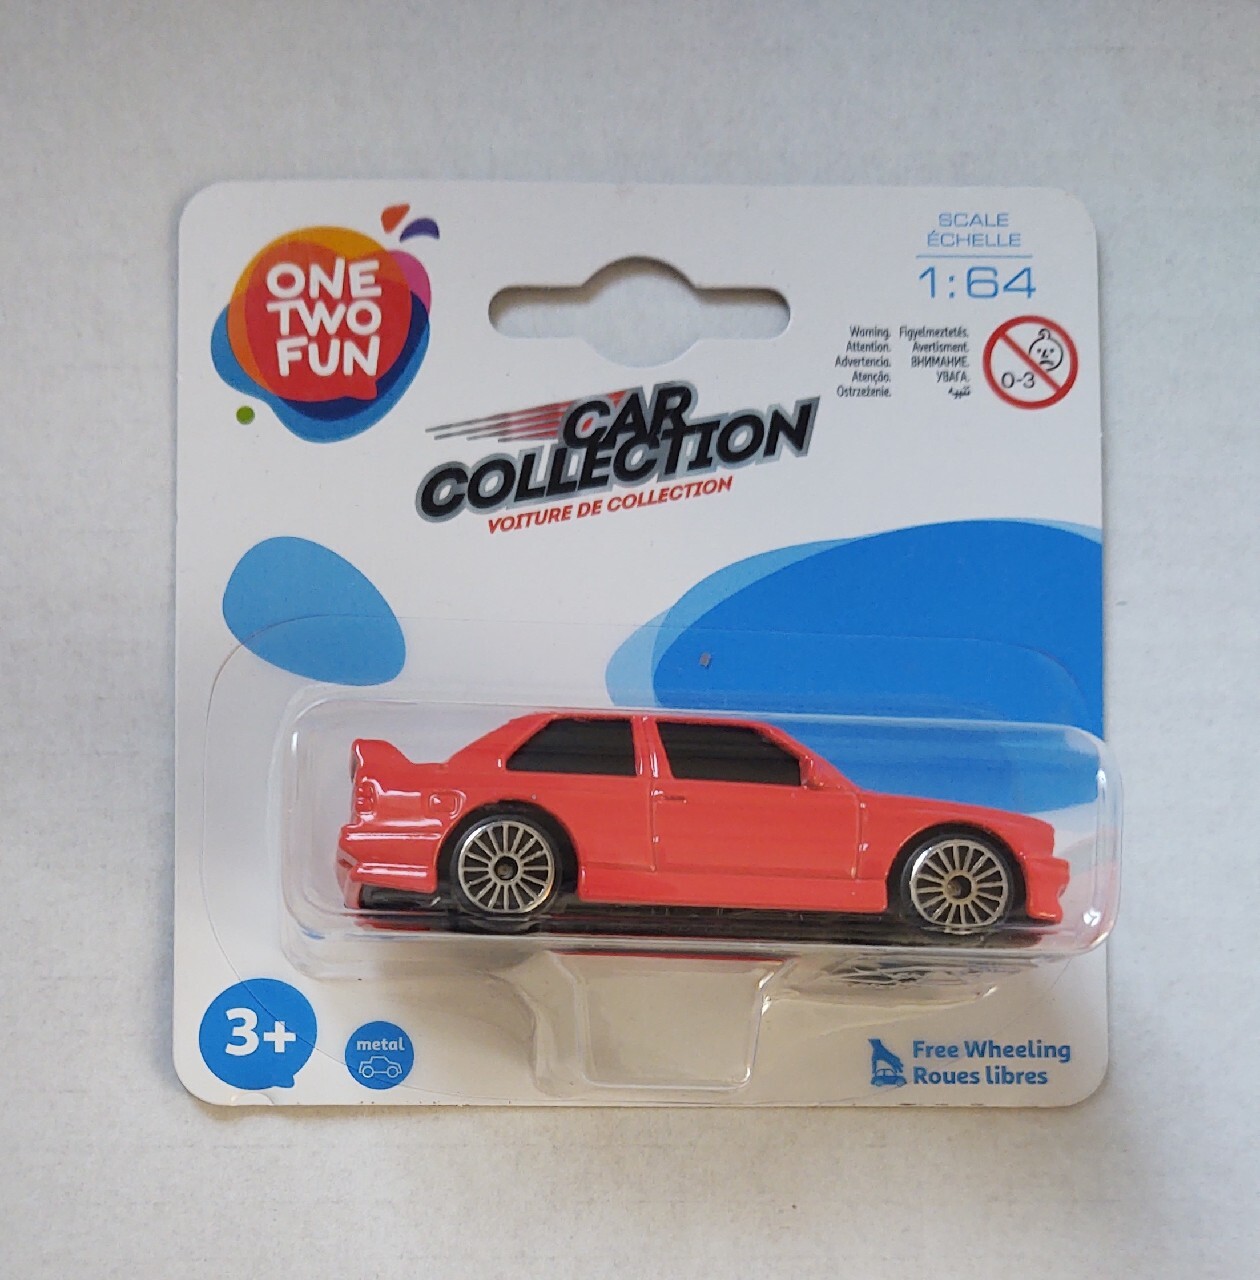 ONE
TWO
FUN
SCALE
ÉCHELLE
1:64
Warning. Figyelmeztetés.
Attention. Avertisment.
Advertencia. ВНИМАНИЕ.
Atenção. УВАГА.
Ostrzeżenie. تنبيه
0-3
CAR
COLLECTION
VOITURE DE COLLECTION
3+
metal
Free Wheeling
Roues libres